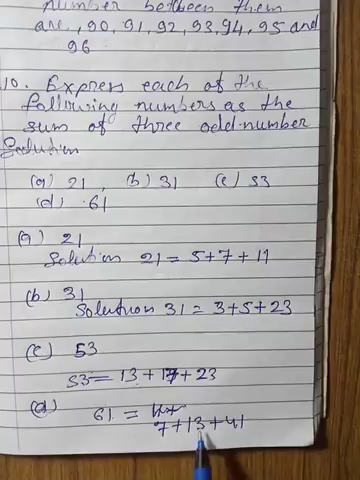 number between them
are., 90, 91, 92, 93, 94, 95 and
96
10. Express each of the
following numbers as the
sum of three odd number
Solution
(a) 21, (b) 31 (c) 53
(d) 61
(a) 21
Solution 21 = 5+7+11
(b) 31
Solution 31 = 3+5+23
(c) 53
53 = 13+17+23
(d) 61 =
7+13+41